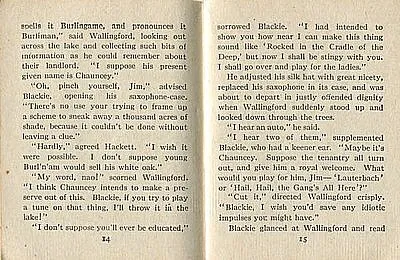 spells it Burlingame, and pronounces it
Burliman," said Wallingford, looking out
across the lake and collecting such bits of
information as he could remember about
their landlord. "I suppose his present
given name is Chauncey."
"Oh, pinch yourself, Jim," advised
Blackie, opening his saxophone-case.
"There's no use your trying to frame up
a scheme to sneak away a thousand acres of
shade, because it couldn't be done without
leaving a due."
"Hardly," agreed Hackett. "I wish it
were possible. I don't suppose young
Burl'n'am would sell his white oak."
"My word, nao!" scorned Wallingford.
"I think Chauncey intends to make a pre-
serve out of this. Blackie, if you try to play
a tune on that thing, I'll throw it in the
lake!"
"I don't suppose you'll ever be educated,"
14
sorrowed Blackie. "I had intended to
show you how near I can make this thing
sound like 'Rocked in the Cradle of the
Deep,' but now I shall be stingy with you.
I shall go over and play for the ladies."
He adjusted his silk hat with great nicety,
replaced his saxophone in its case, and was
about to depart in justly offended dignity
when Wallingford suddenly stood up and
looked down through the trees.
"I hear an auto," he said.
"I hear two of them," supplemented
Blackie, who had a keener ear. "Maybe it's
Chauncey. Suppose the tenantry all turn
out, and give him a royal welcome. What
would you play for him, Jim—'Lauterbach'
or 'Hail, Hail, the Gang's All Here'?"
"Cut it," directed Wallingford crisply.
"Blackie, I wish you'd save any idiotic
impulses you might have."
Blackie glanced at Wallingford and read
15